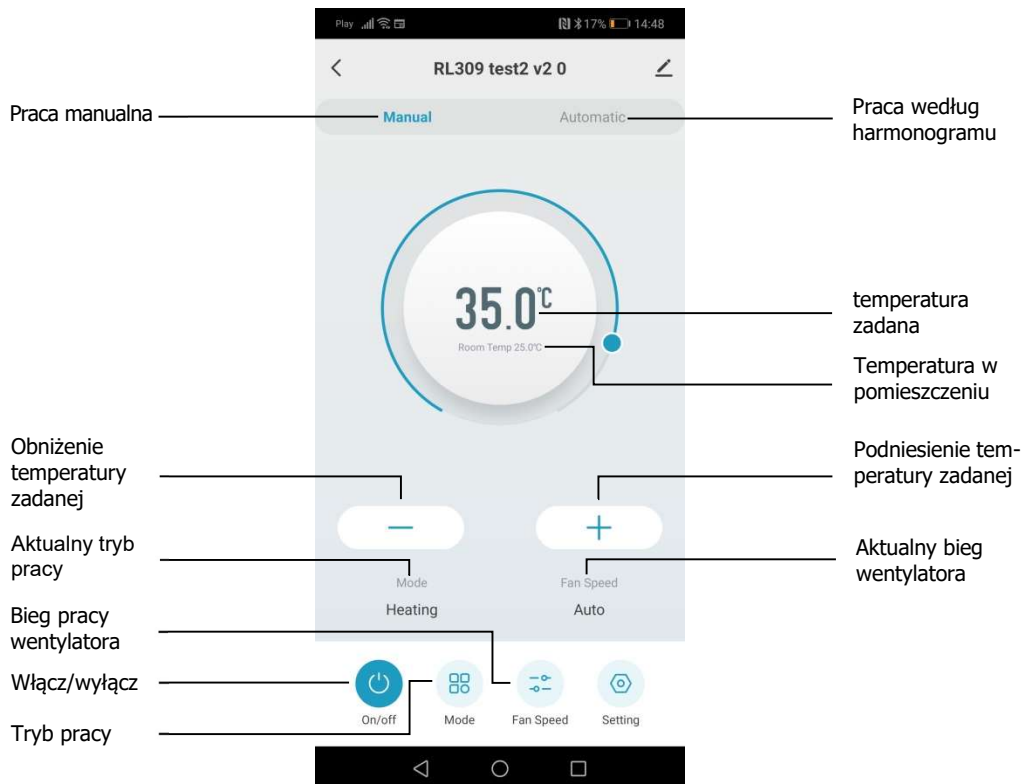 Play
17% 14:48
RL309 test2 v2 0
Praca manualna
Manual
Automatic
Praca według
harmonogramu
35.0°C
temperatura
zadana
Room Temp 25.0°C
Temperatura w
pomieszczeniu
Obniżenie
temperatury
zadanej
Podniesienie tem-
peratury zadanej
Aktualny tryb
pracy
Aktualny bieg
wentylatora
Mode
Fan Speed
Heating
Auto
Bieg pracy
wentylatora
Włącz/wyłącz
Tryb pracy
On/off
Mode
Fan Speed
Setting